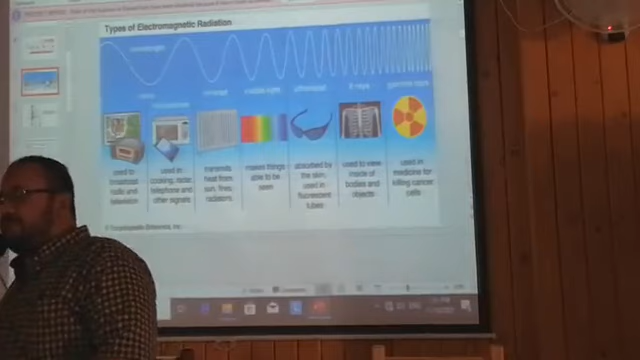 Types of Electromagnetic Radiation
wavelength
radio
microwaves
infrared
visible light
ultraviolet
X-rays
gamma rays
used to
broadcast
radio and
television
used in
cooking, radar,
telephone and
other signals
transmits
heat from
sun, fires,
radiators
makes things
able to be
seen
absorbed by
the skin,
used in
fluorescent
tubes
used to view
inside of
bodies and
objects
used in
medicine for
killing cancer
cells
© Encyclopædia Britannica, Inc.